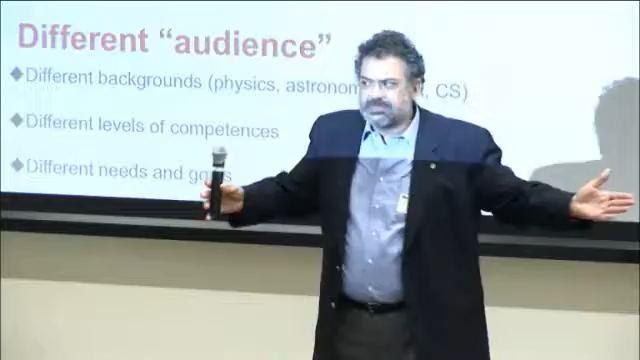 Different “audience”
◆Different backgrounds (physics, astronom , CS)
◆Different levels of competences
◆Different needs and go s